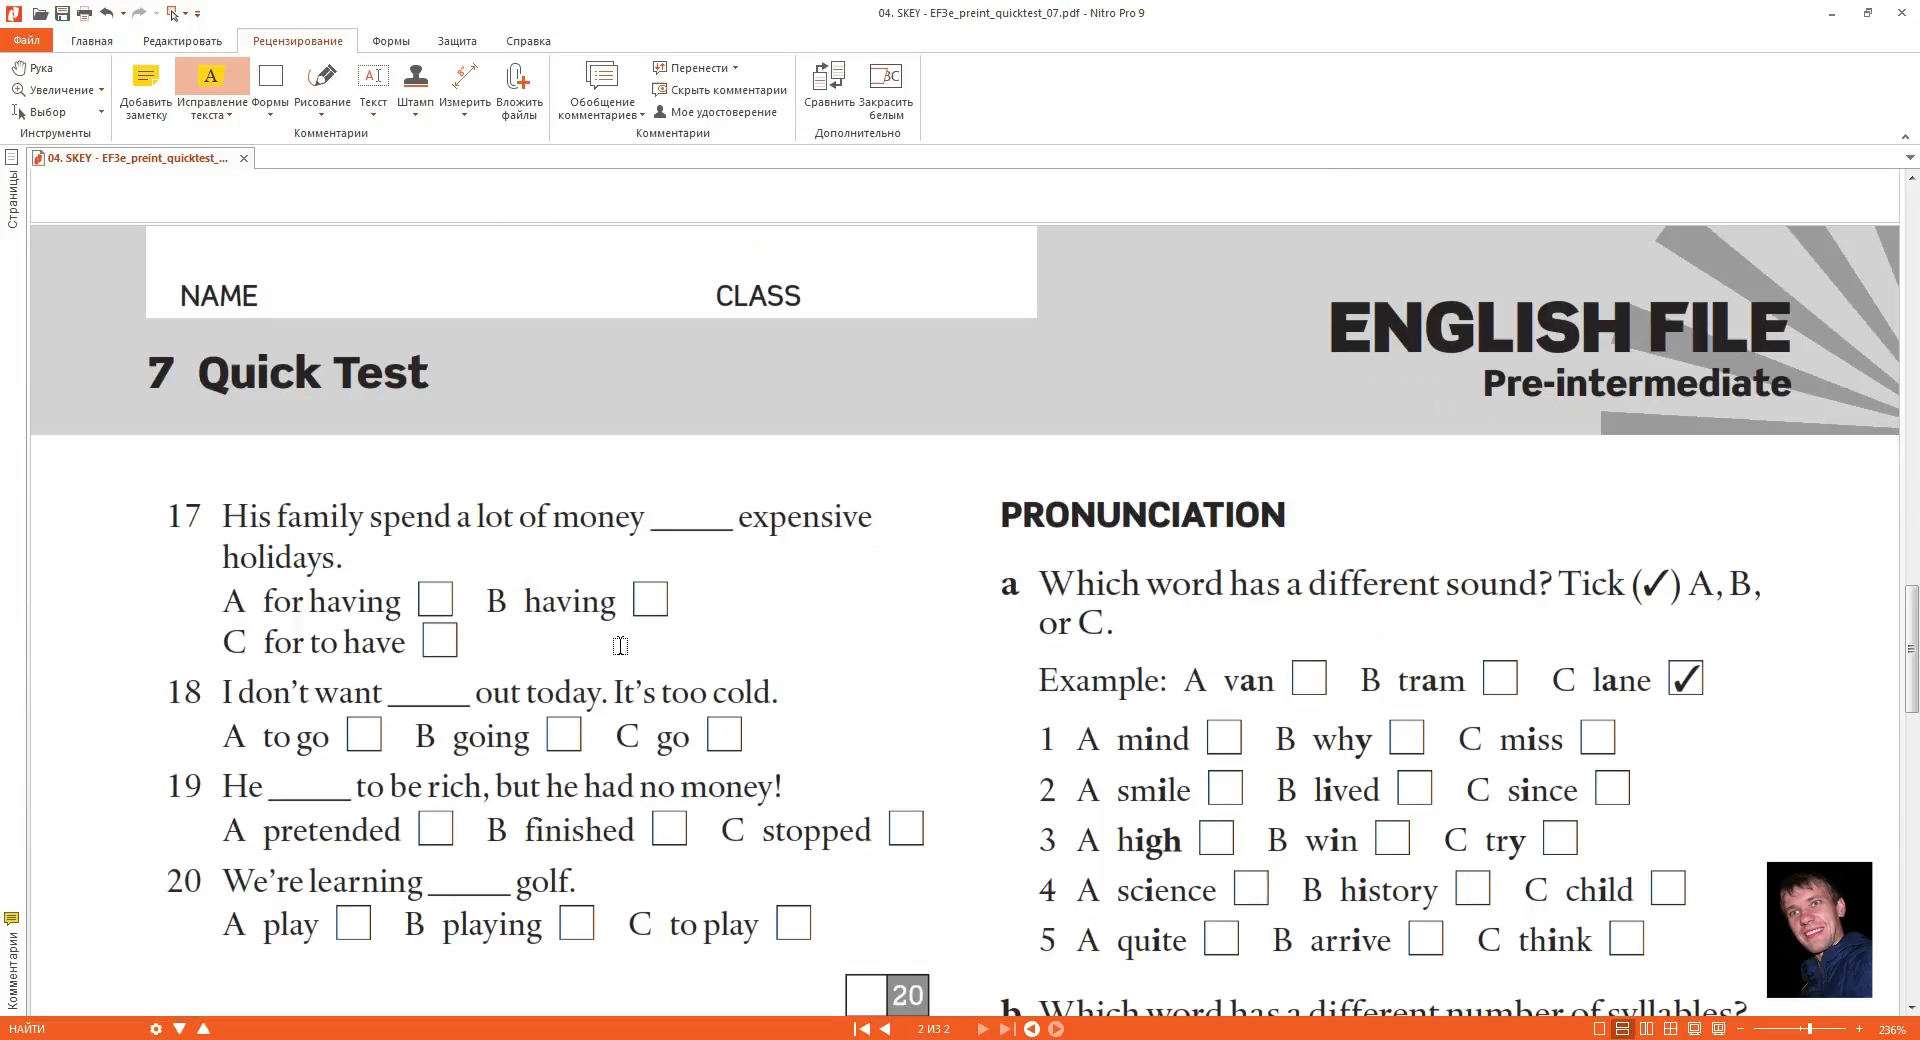 04. SKEY - EF3e_preint_quicktest_07.pdf - Nitro Pro 9
Файл Главная Редактировать Рецензирование Формы Защита Справка
Рука
Увеличение
Выбор
Инструменты
Добавить заметку
Исправление текста
Формы
Рисование
Текст
Штамп
Измерить
Вложить файлы
Комментарии
Обобщение комментариев
Перенести
Скрыть комментарии
Мое удостоверение
Комментарии
Сравнить
Закрасить белым
Дополнительно
04. SKEY - EF3e_preint_quicktest_...
Страницы
Комментарии
NAME CLASS
7 Quick Test
ENGLISH FILE
Pre-intermediate
17 His family spend a lot of money _____ expensive
holidays.
A for having B having
C for to have
18 I don't want _____ out today. It's too cold.
A to go B going C go
19 He _____ to be rich, but he had no money!
A pretended B finished C stopped
20 We're learning _____ golf.
A play B playing C to play
20
PRONUNCIATION
a Which word has a different sound? Tick (✓) A, B,
or C.
Example: A van B tram C lane ✓
1 A mind B why C miss
2 A smile B lived C since
3 A high B win C try
4 A science B history C child
5 A quite B arrive C think
b Which word has a different number of syllables?
НАЙТИ
2 ИЗ 2
236%